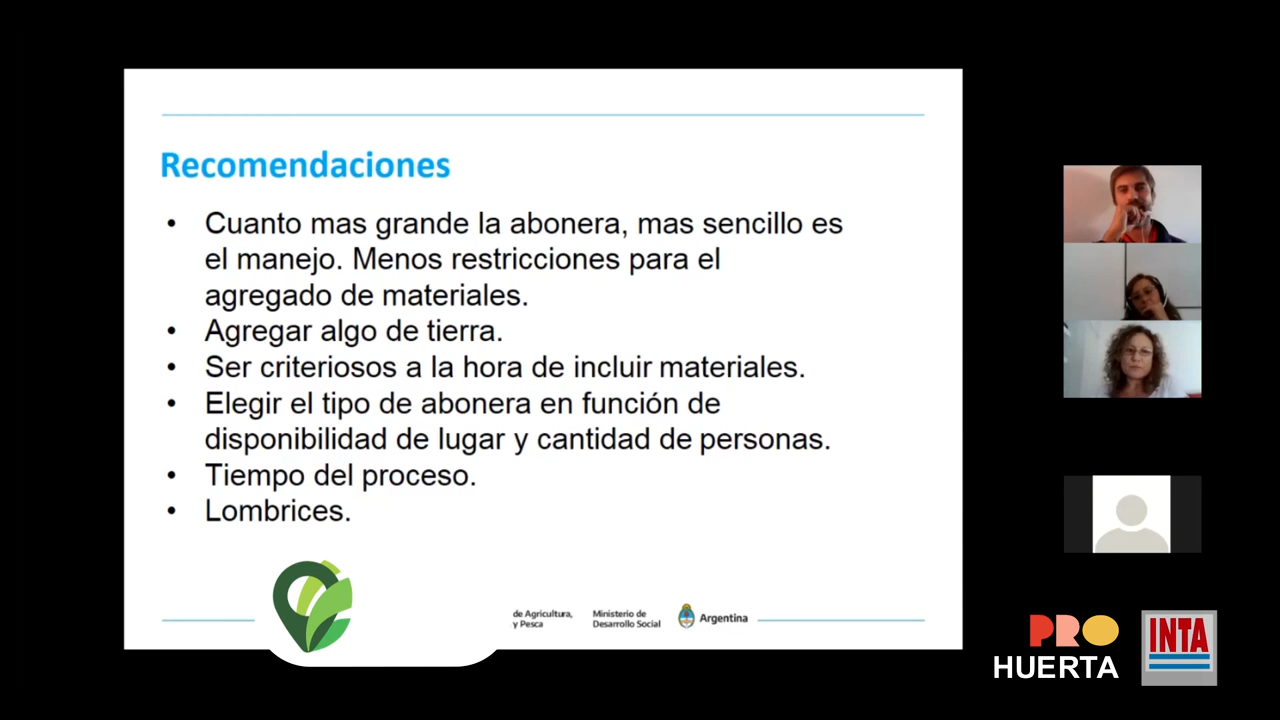 Recomendaciones
• Cuanto mas grande la abonera, mas sencillo es
el manejo. Menos restricciones para el
agregado de materiales.
• Agregar algo de tierra.
• Ser criteriosos a la hora de incluir materiales.
• Elegir el tipo de abonera en función de
disponibilidad de lugar y cantidad de personas.
• Tiempo del proceso.
• Lombrices.
de Agricultura,
y Pesca
Ministerio de
Desarrollo Social
Argentina
PRO
HUERTA
INTA